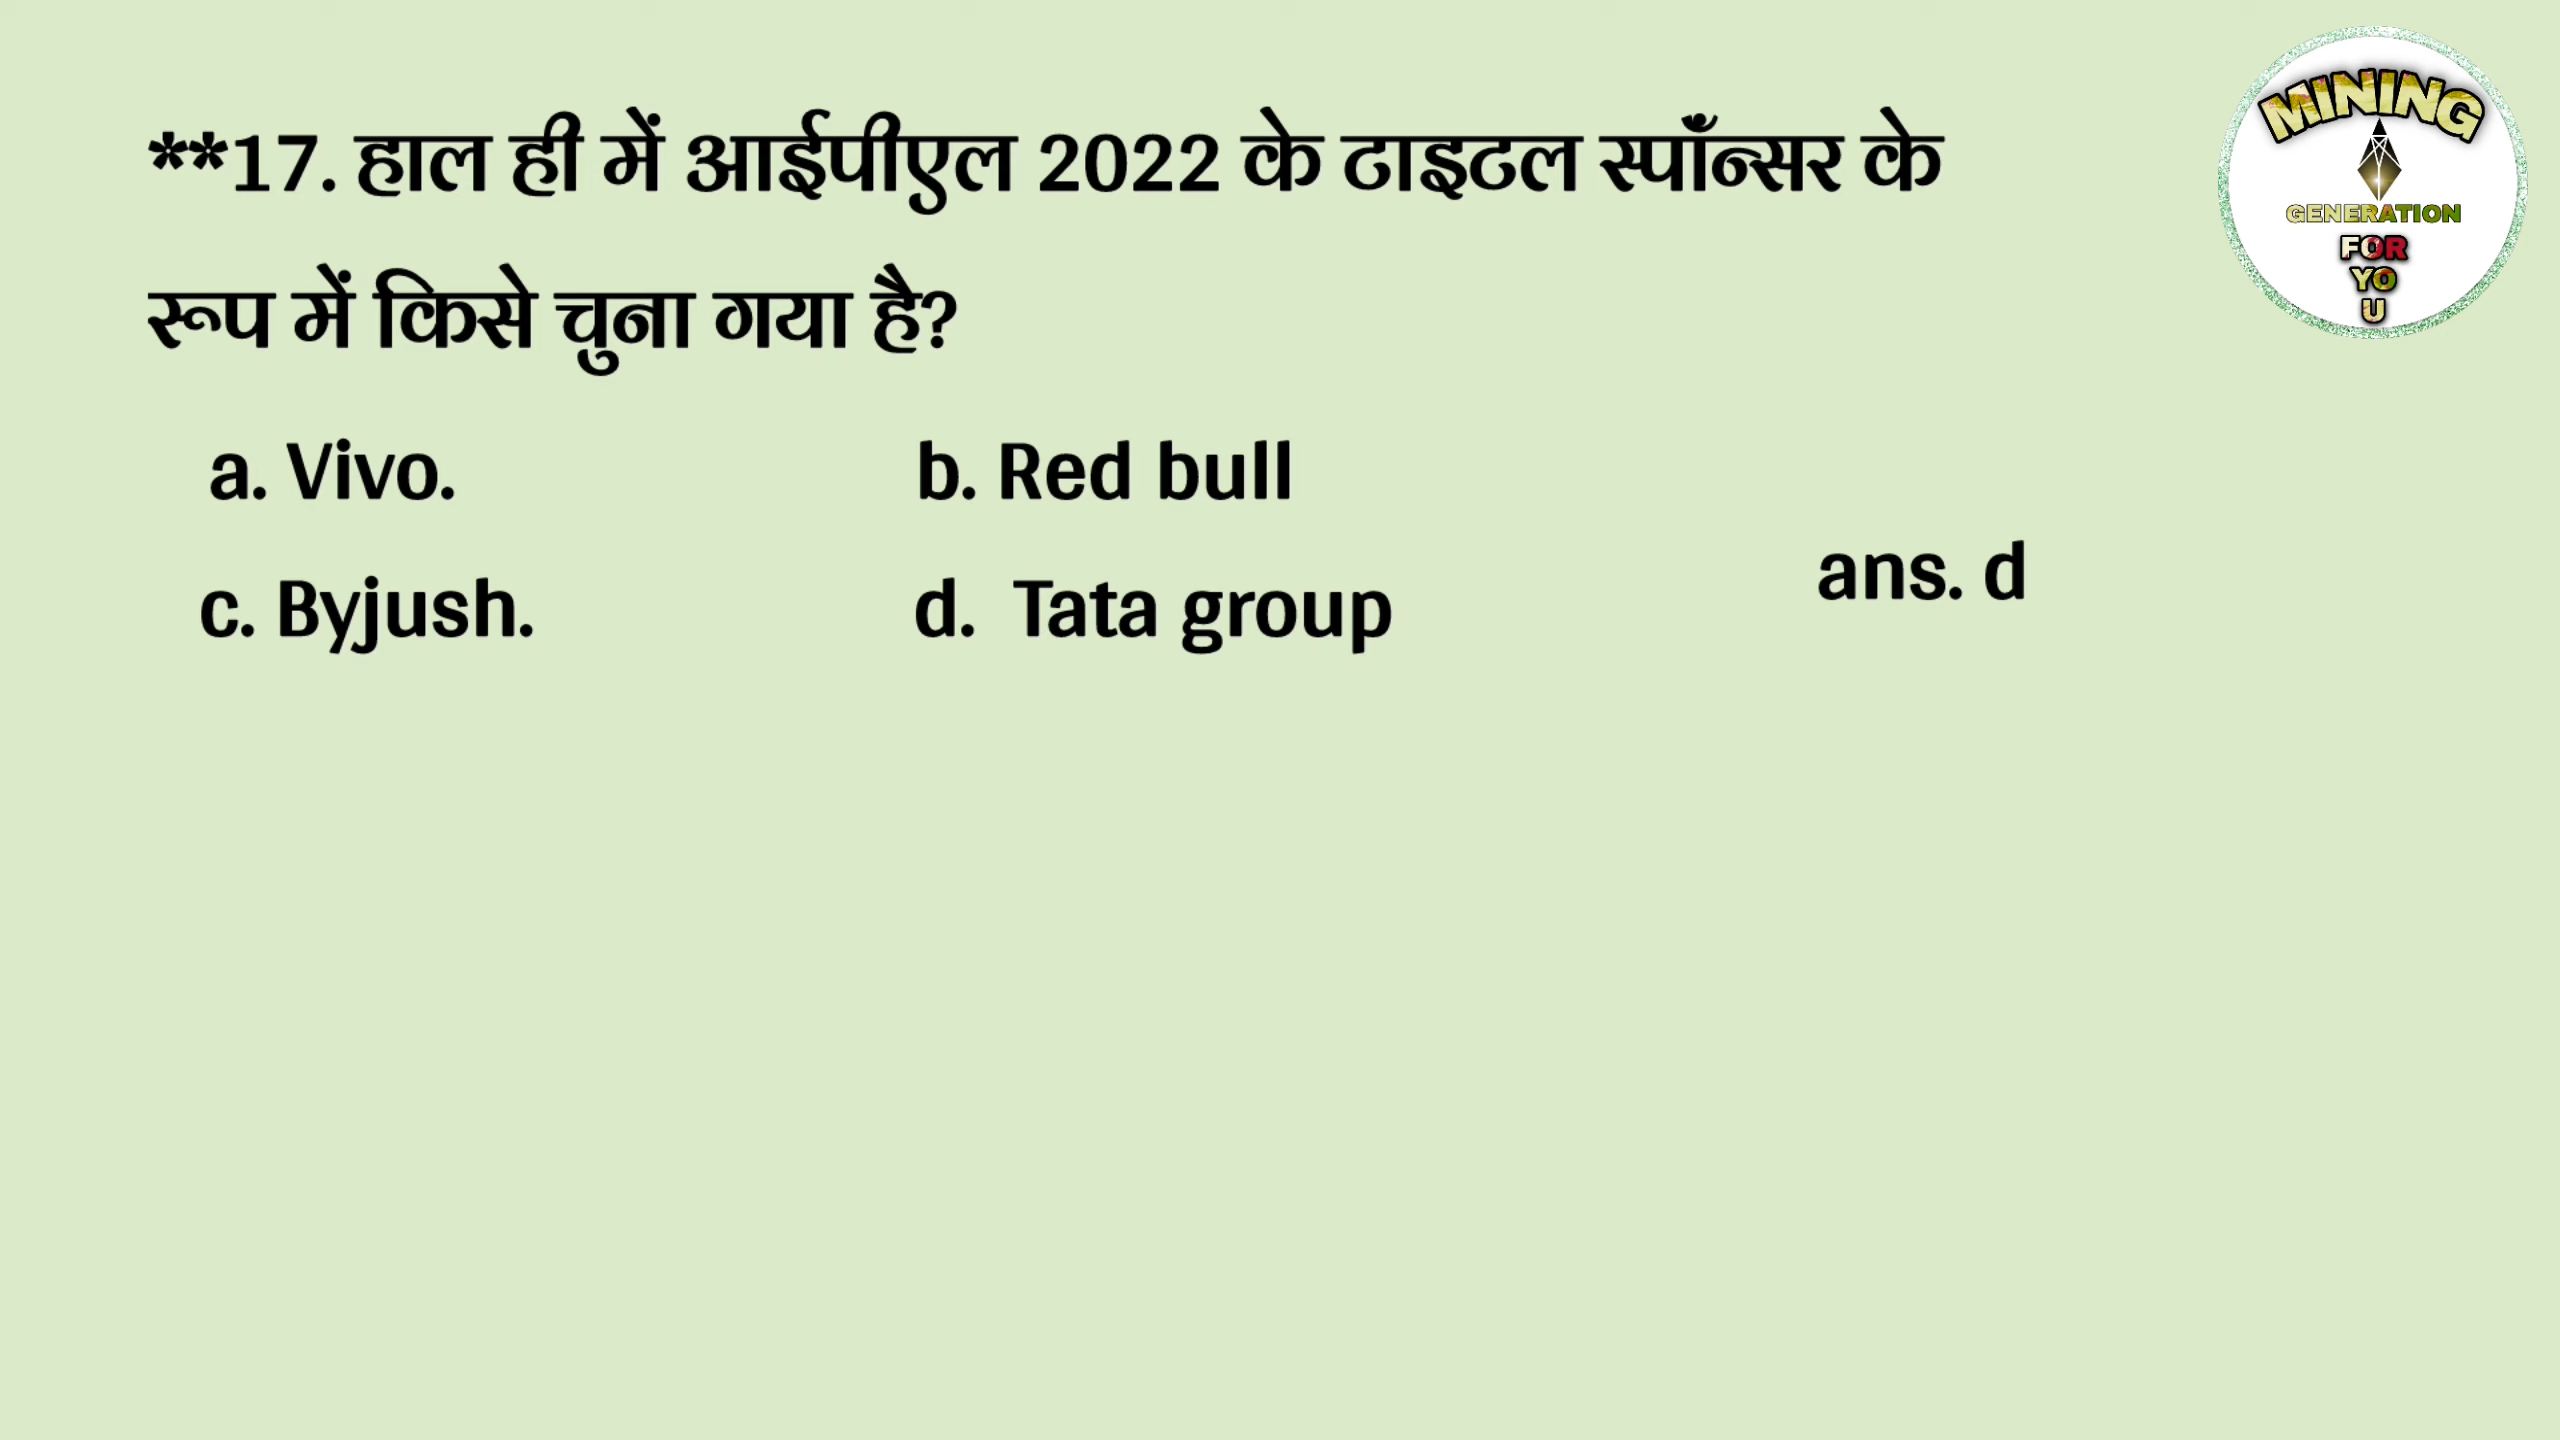 **17. हाल ही में आईपीएल 2022 के टाइटल स्पाँन्सर के
रूप में किसे चुना गया है?
a. Vivo. b. Red bull
c. Byjush. d. Tata group
ans. d
MINING
GENERATION
FOR
YO
U